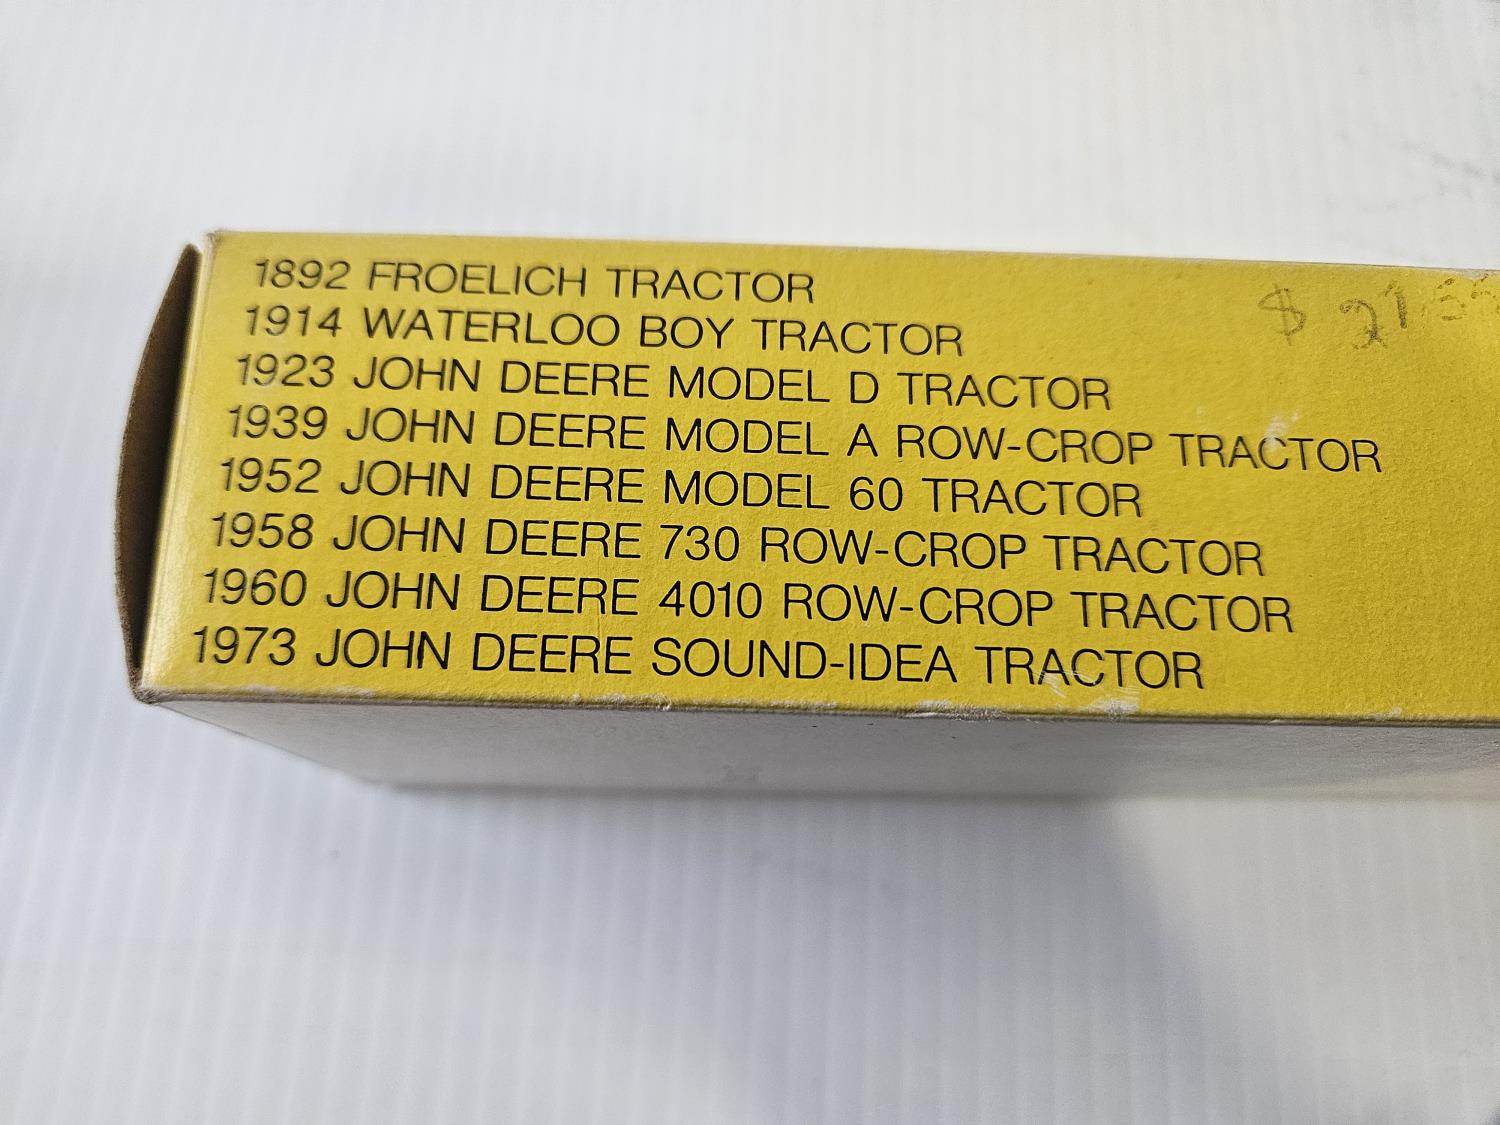 1892 FROELICH TRACTOR
1914 WATERLOO BOY TRACTOR
1923 JOHN DEERE MODEL D TRACTOR
1939 JOHN DEERE MODEL A ROW-CROP TRACTOR
1952 JOHN DEERE MODEL 60 TRACTOR
1958 JOHN DEERE 730 ROW-CROP TRACTOR
1960 JOHN DEERE 4010 ROW-CROP TRACTOR
1973 JOHN DEERE SOUND-IDEA TRACTOR